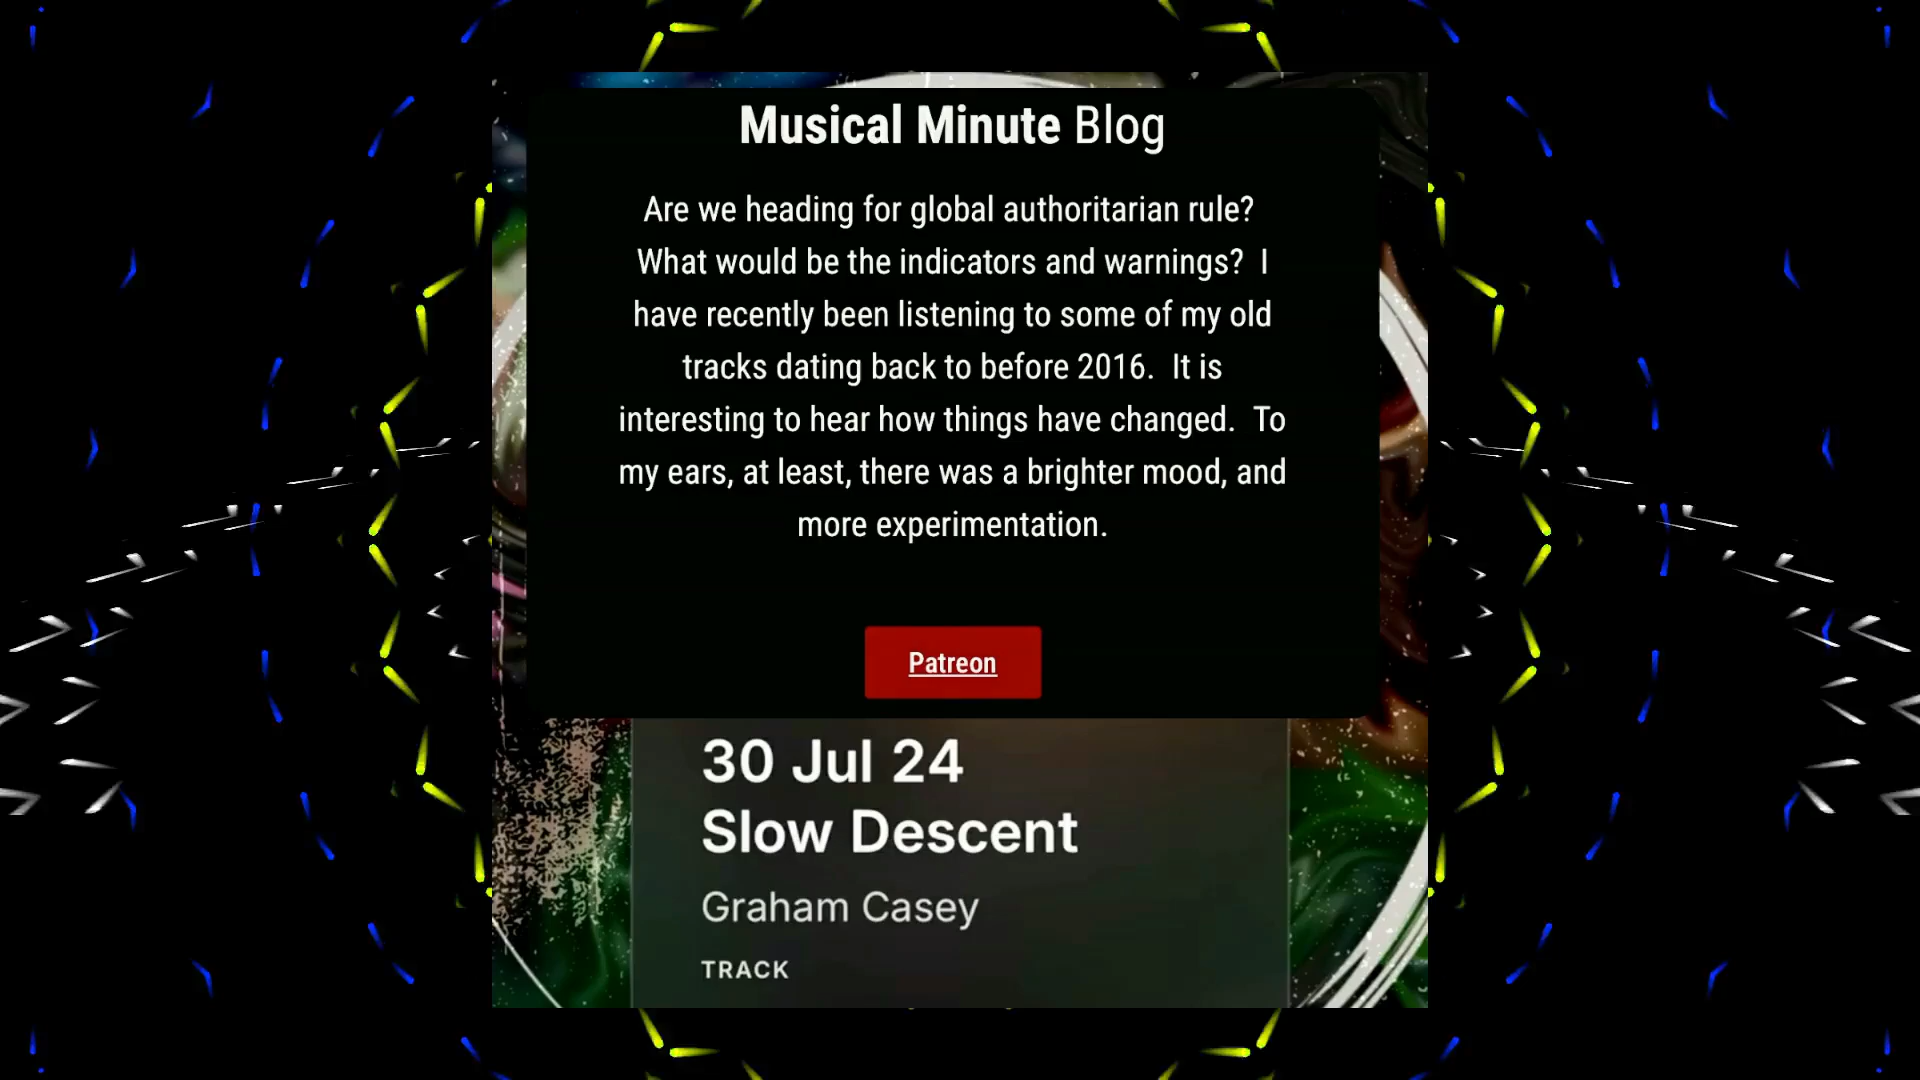 Musical Minute Blog
Are we heading for global authoritarian rule?
What would be the indicators and warnings?  I
have recently been listening to some of my old
tracks dating back to before 2016.  It is
interesting to hear how things have changed.  To
my ears, at least, there was a brighter mood, and
more experimentation.
Patreon
30 Jul 24
Slow Descent
Graham Casey
TRACK